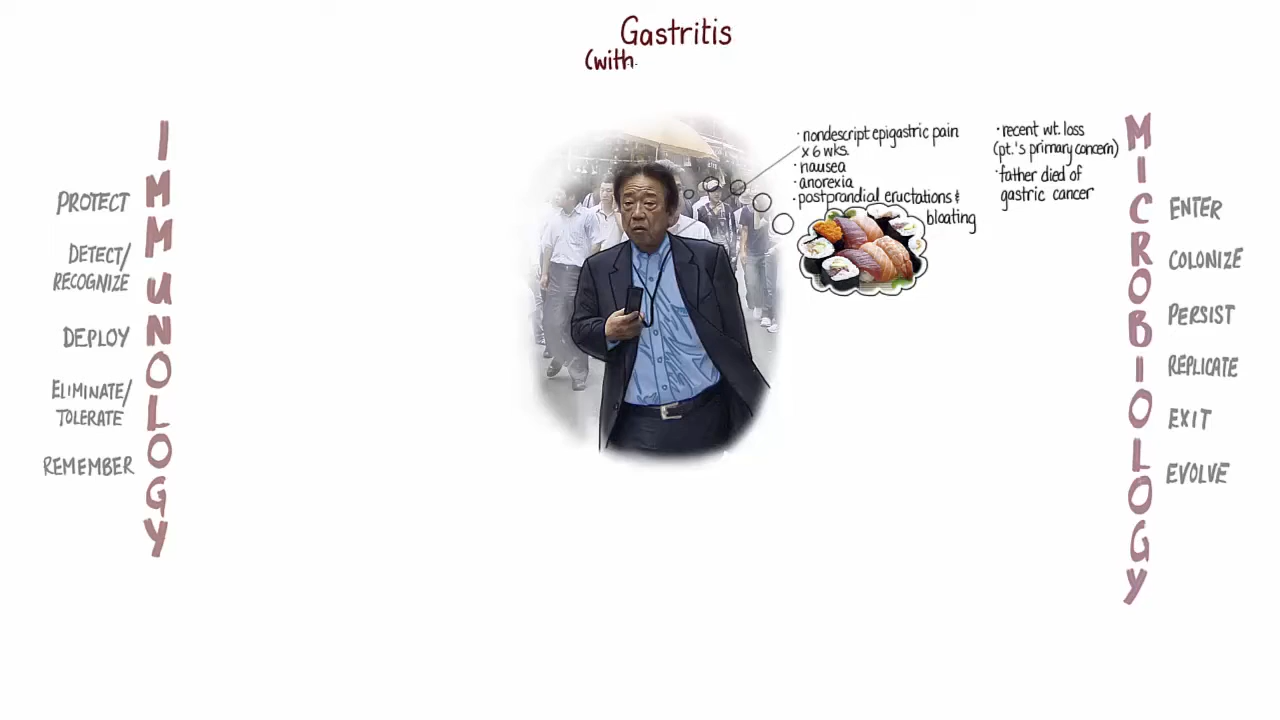 Gastritis
(with
IMMUNOLOGY
PROTECT
DETECT/
RECOGNIZE
DEPLOY
ELIMINATE/
TOLERATE
REMEMBER
· nondescript epigastric pain
x 6 wks.
· nausea
· anorexia
· postprandial eructations &
bloating
· recent wt. loss
(pt.'s primary concern)
· father died of
gastric cancer
MICROBIOLOGY
ENTER
COLONIZE
PERSIST
REPLICATE
EXIT
EVOLVE